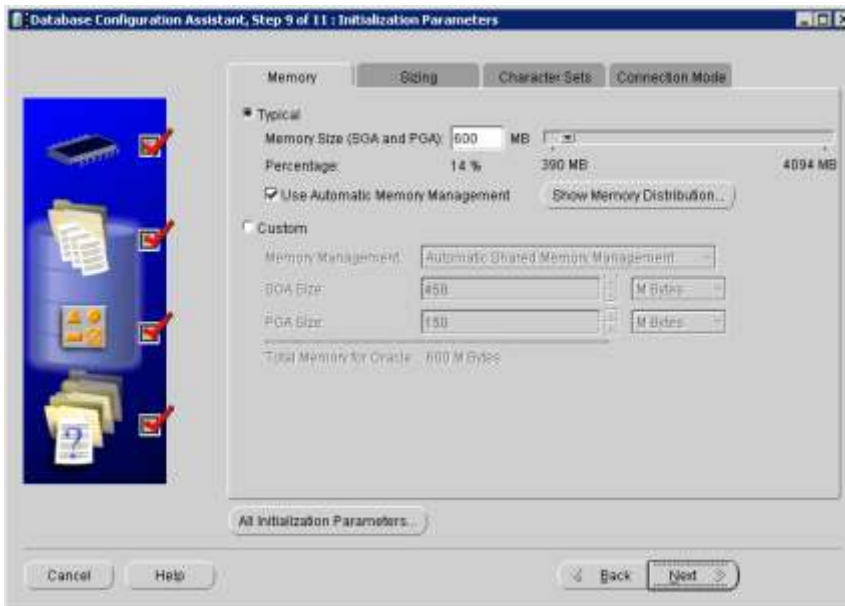 Database Configuration Assistant, Step 9 of 11 : Initialization Parameters
Memory Sizing Character Sets Connection Mode
Typical
Memory Size (SGA and PGA): 600 MB
Percentage: 14 % 390 MB 4094 MB
Use Automatic Memory Management Show Memory Distribution...
Custom
Memory Management Automatic Shared Memory Management
SGA Size: 450 M Bytes
PGA Size: 150 M Bytes
Total Memory for Oracle 600 M Bytes
?
All Initialization Parameters...
Cancel Help Back Next